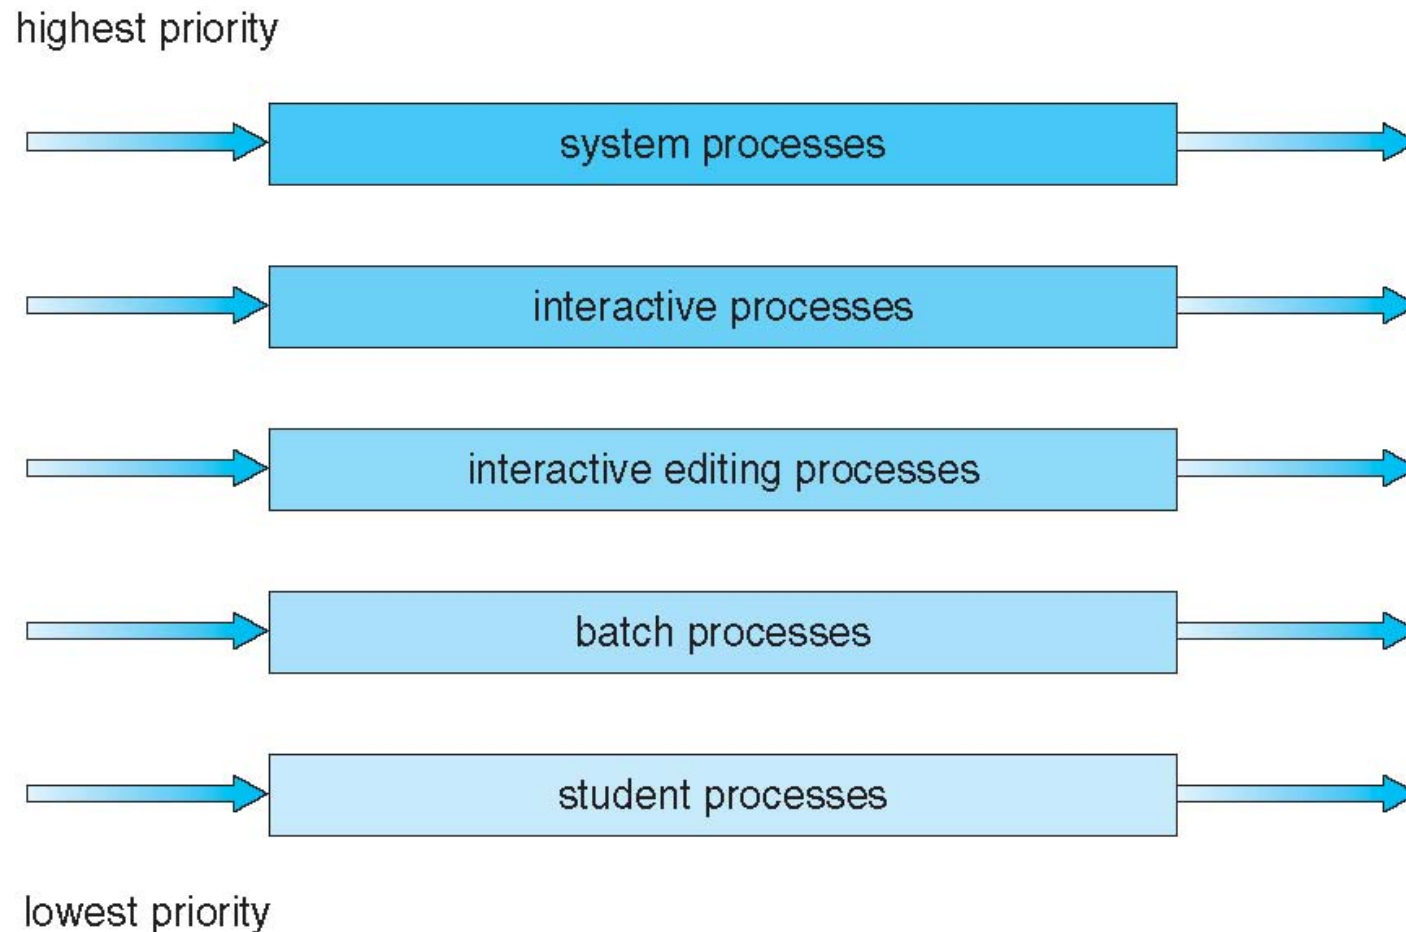 highest priority
system processes
interactive processes
interactive editing processes
batch processes
student processes
lowest priority